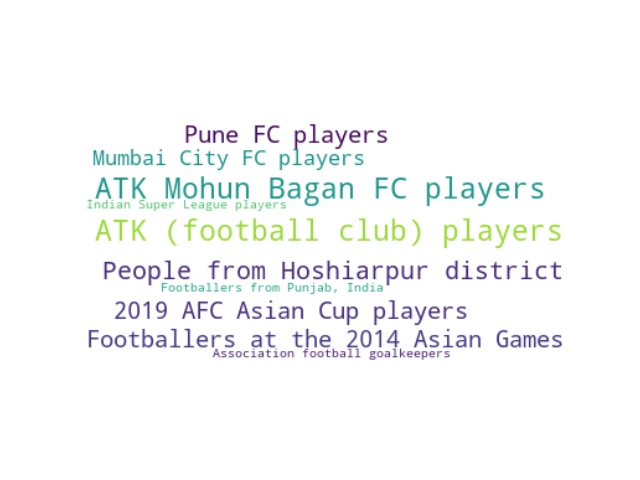 Pune FC players
Mumbai City FC players
ATK Mohun Bagan FC players
Indian Super League players
ATK (football club) players
People from Hoshiarpur district
Footballers from Punjab, India
2019 AFC Asian Cup players
Footballers at the 2014 Asian Games
Association football goalkeepers